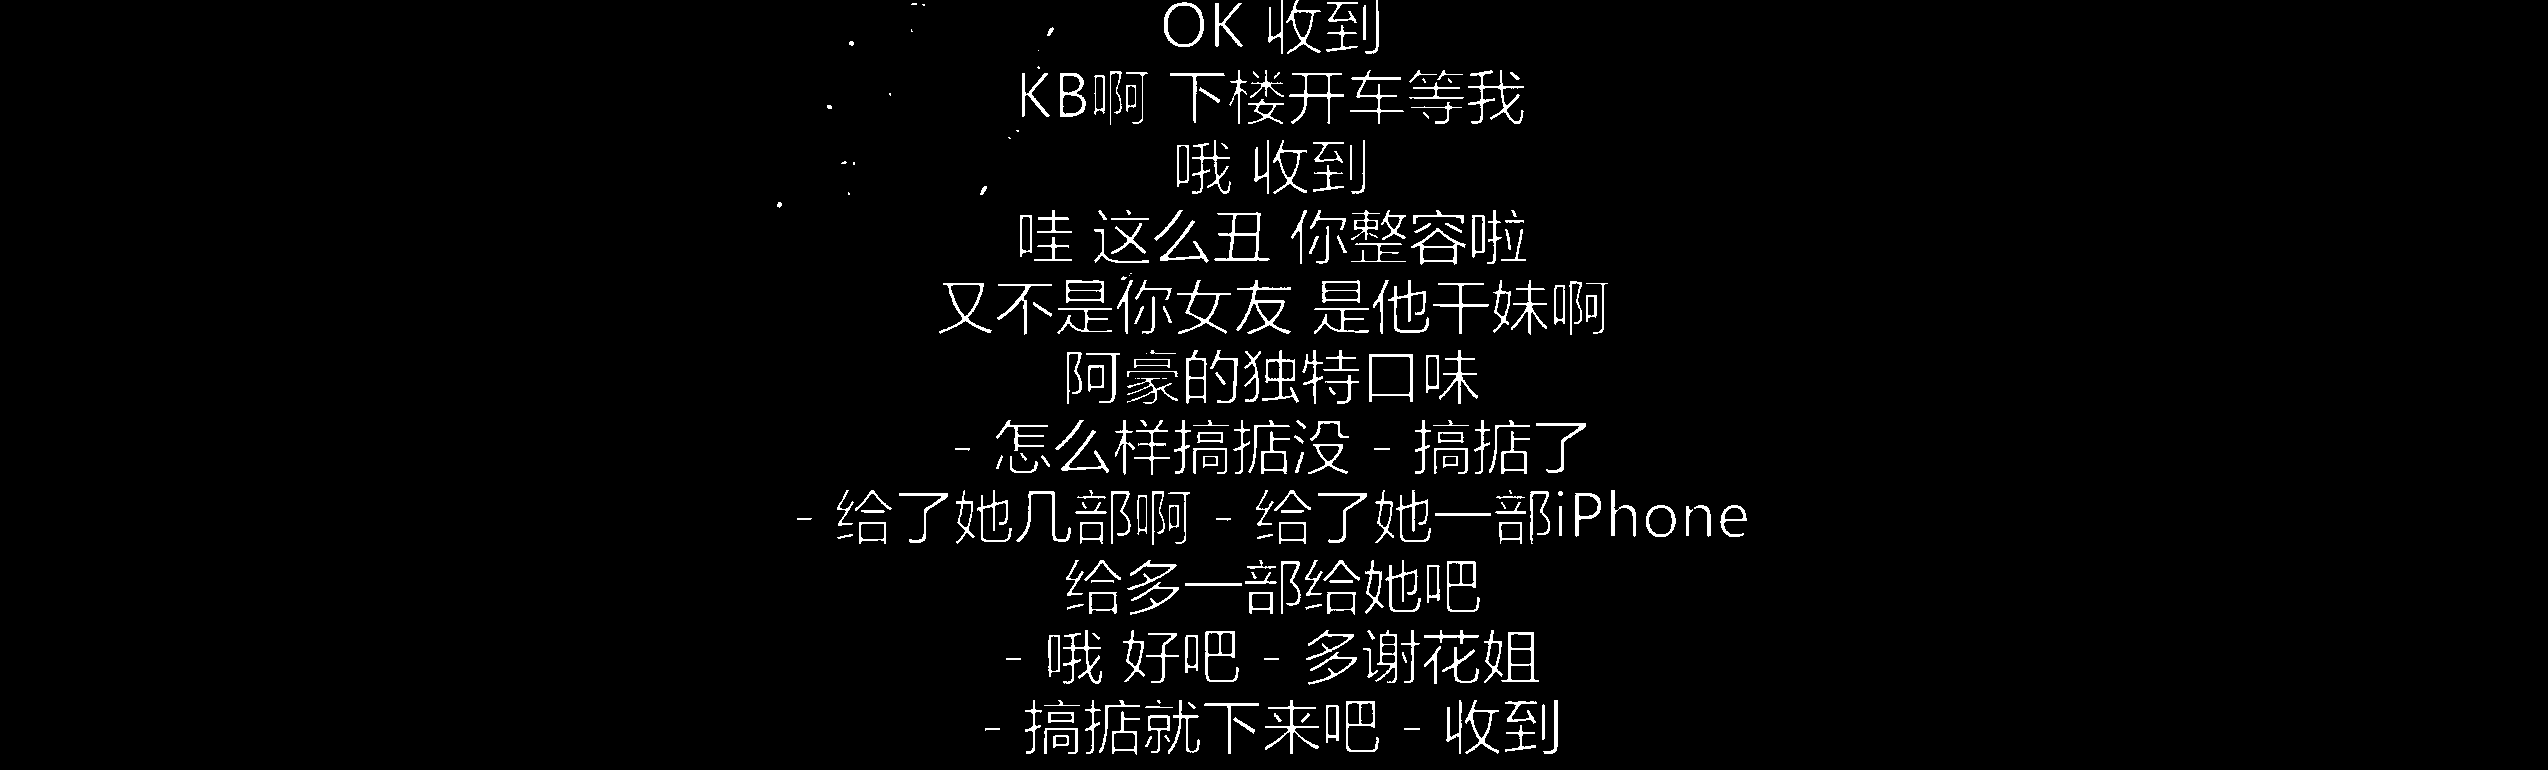 OK 收到
KB啊 下楼开车等我
哦 收到
哇 这么丑 你整容啦
又不是你女友 是他干妹啊
阿豪的独特口味
- 怎么样搞掂没 - 搞掂了
- 给了她几部啊 - 给了她一部iPhone
给多一部给她吧
- 哦 好吧 - 多谢花姐
- 搞掂就下来吧 - 收到